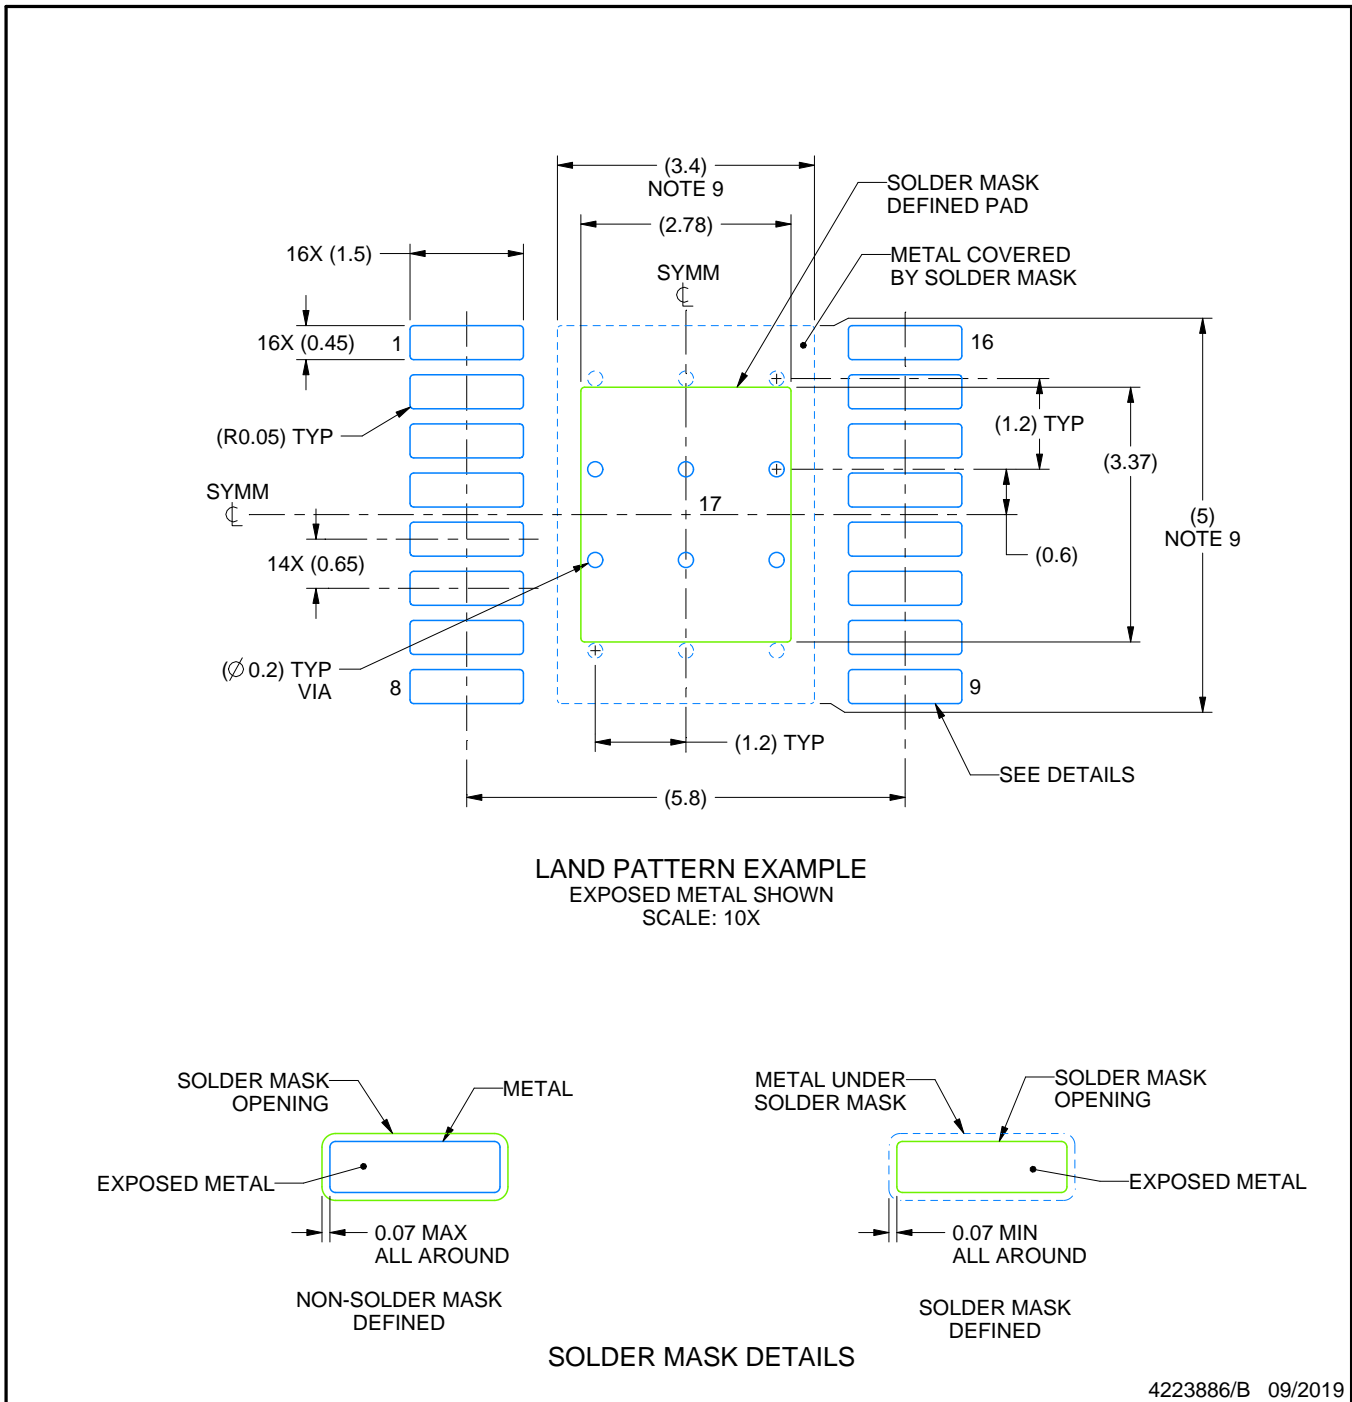 (3.4)
NOTE 9
SOLDER MASK
DEFINED PAD
(2.78)
16X (1.5)
METAL COVERED
BY SOLDER MASK
SYMM
16X (0.45)
1
16
(R0.05) TYP
(1.2) TYP
(3.37)
SYMM
17
(5)
NOTE 9
14X (0.65)
(0.6)
(Ø 0.2) TYP
VIA
8
9
(1.2) TYP
SEE DETAILS
(5.8)
LAND PATTERN EXAMPLE
EXPOSED METAL SHOWN
SCALE: 10X
SOLDER MASK
OPENING
METAL
EXPOSED METAL
0.07 MAX
ALL AROUND
NON-SOLDER MASK
DEFINED
METAL UNDER
SOLDER MASK
SOLDER MASK
OPENING
EXPOSED METAL
0.07 MIN
ALL AROUND
SOLDER MASK
DEFINED
SOLDER MASK DETAILS
4223886/B 09/2019